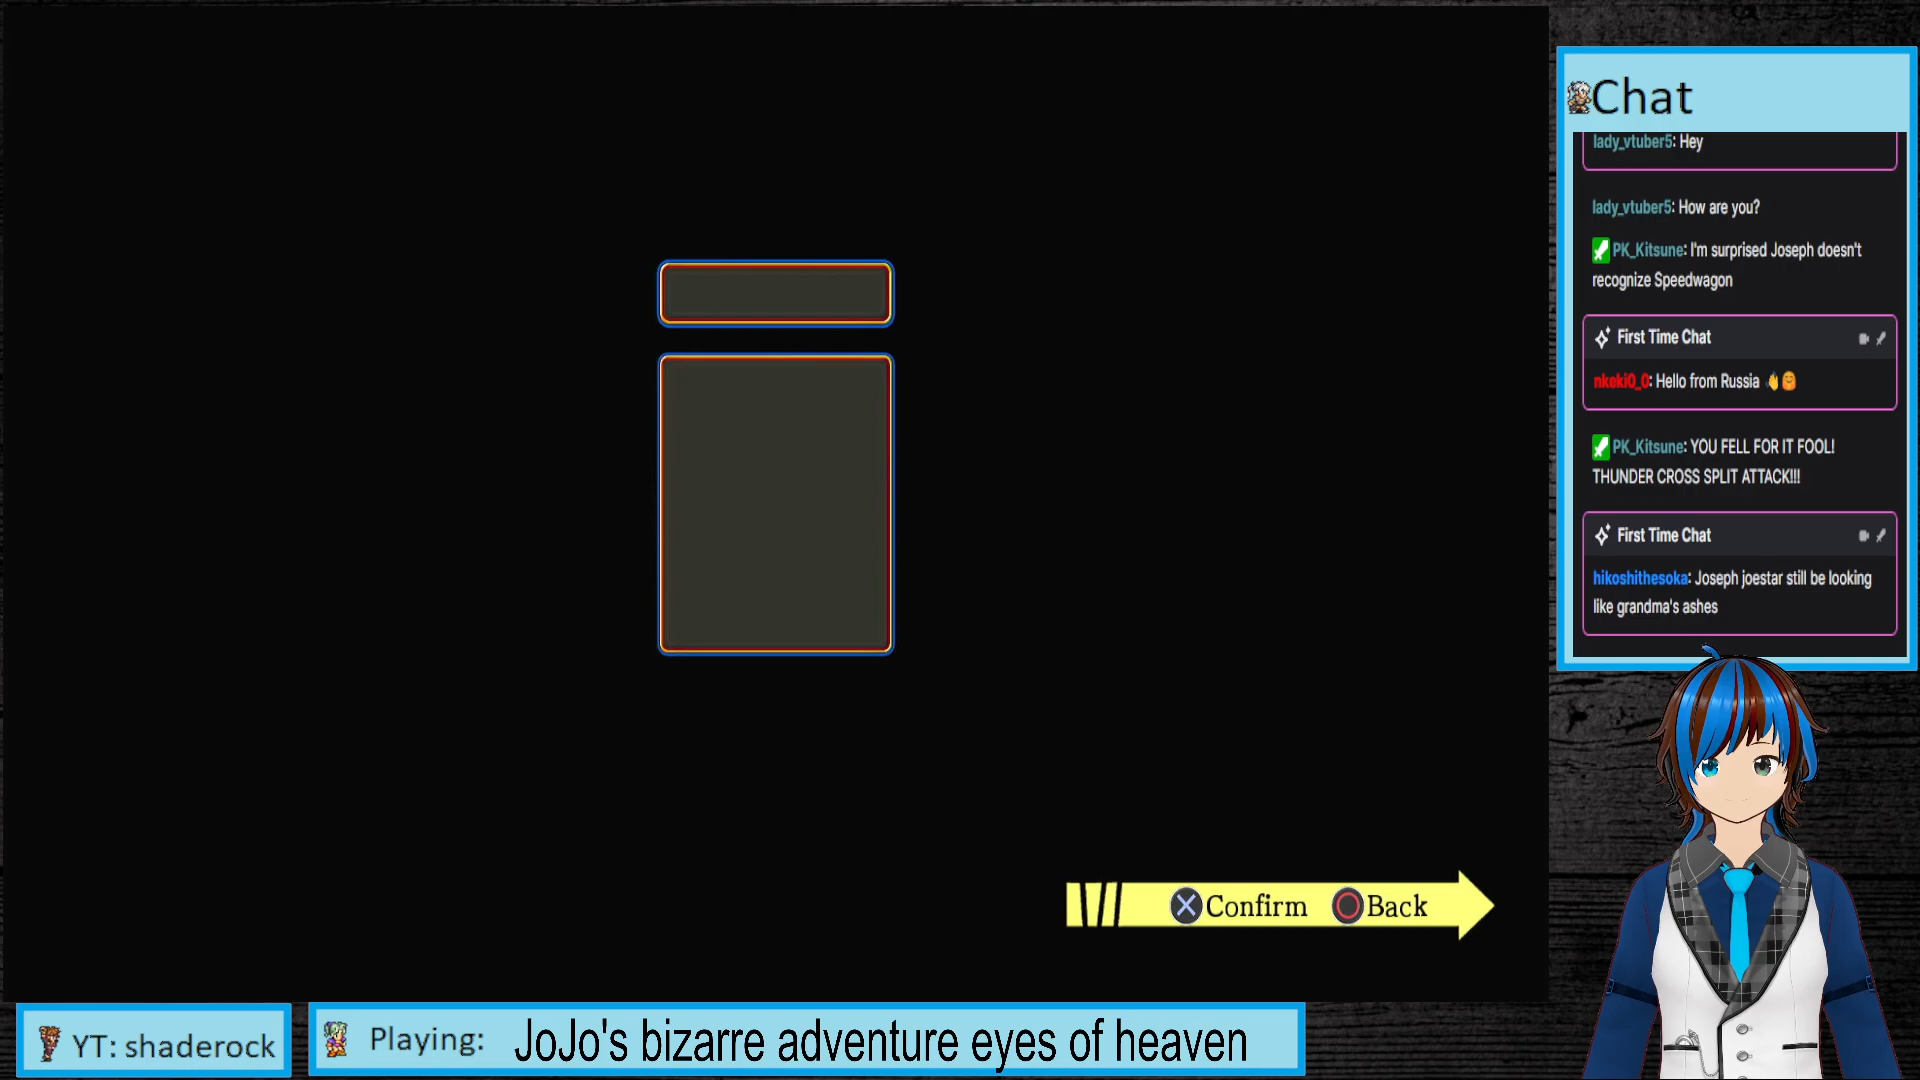 Chat
lady_vtuber5: Hey
lady_vtuber5: How are you?
PK_Kitsune: I'm surprised Joseph doesn't
recognize Speedwagon
First Time Chat
nkeki0_0: Hello from Russia 👋🤗
PK_Kitsune: YOU FELL FOR IT FOOL!
THUNDER CROSS SPLIT ATTACK!!!
First Time Chat
hikoshithesoka: Joseph joestar still be looking
like grandma's ashes
Confirm Back
YT: shaderock
Playing: JoJo's bizarre adventure eyes of heaven